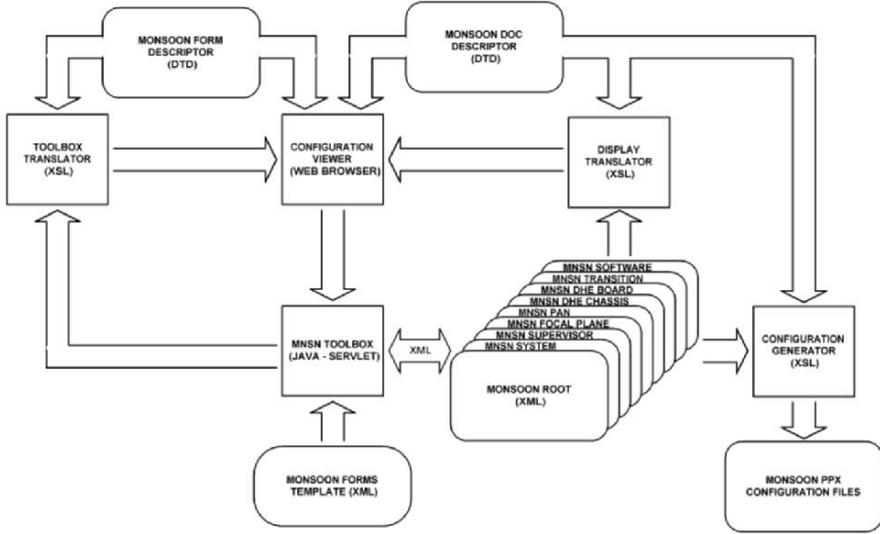 MONSOON FORM
DESCRIPTOR
(DTD)
MONSOON DOC
DESCRIPTOR
(DTD)
TOOLBOX
TRANSLATOR
(XSL)
CONFIGURATION
VIEWER
(WEB BROWSER)
DISPLAY
TRANSLATOR
(XSL)
MNSN SOFTWARE
MNSN TRANSITION
MNSN DHE BOARD
MNSN DHE CHASSIS
MNSN PAN
MNSN FOCAL PLANE
MNSN SUPERVISOR
MNSN SYSTEM
MNSN TOOLBOX
(JAVA - SERVLET)
XML
CONFIGURATION
GENERATOR
(XSL)
MONSOON ROOT
(XML)
MONSOON FORMS
TEMPLATE (XML)
MONSOON PPX
CONFIGURATION FILES